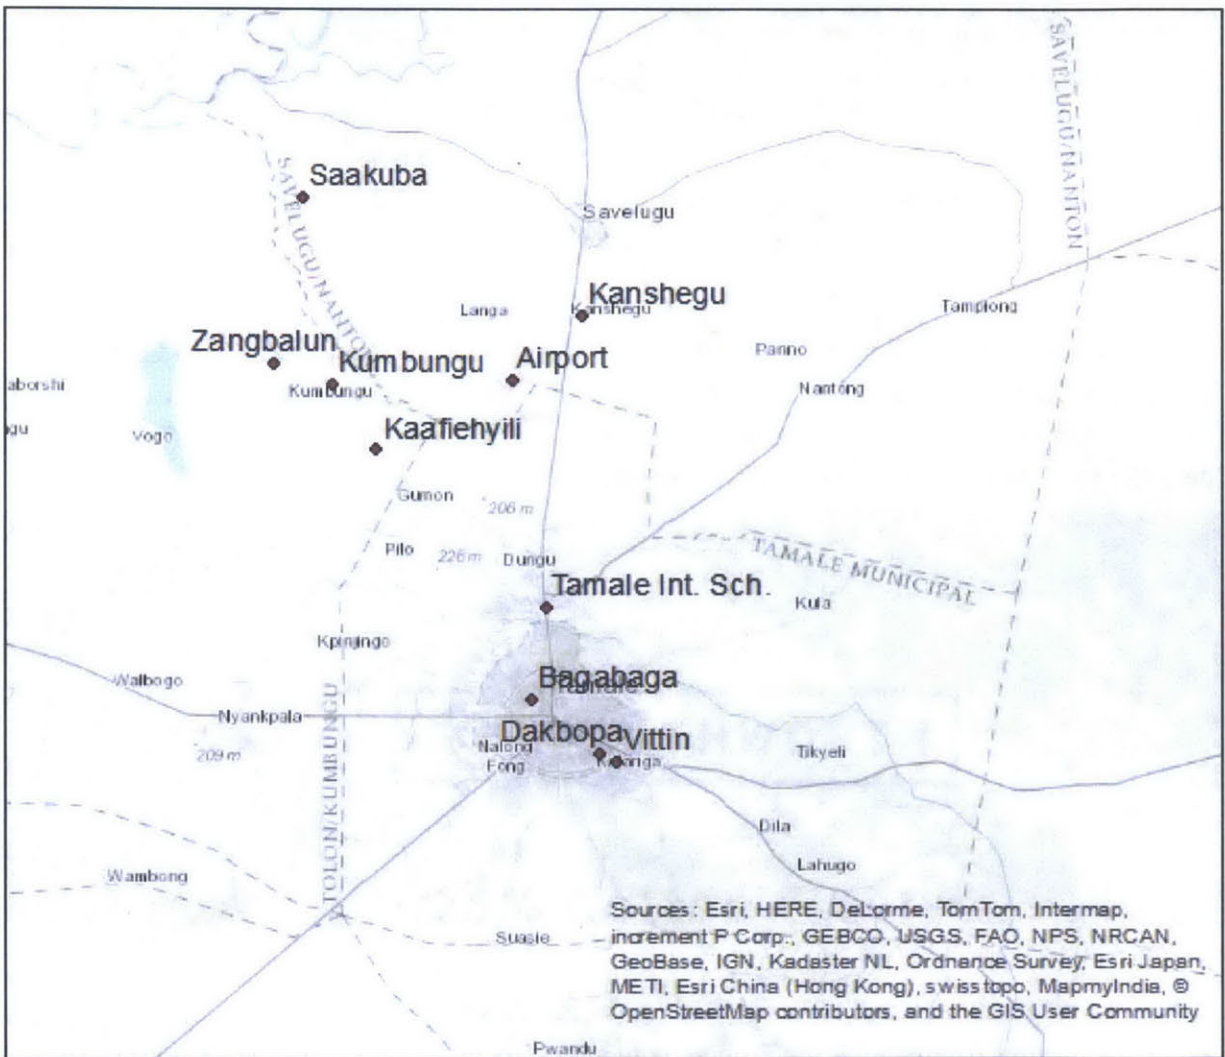 SAVELUGU/NANTON
Saakuba
SAVELUGU/NANTON
Savelugu
Kanshegu
Langa
Kanshegu
Tampiong
Zangbalun
Kumbungu
Airport
Panno
aborshi
Kumbungu
Nantong
gu
Vogo
Kaafiehyili
Gumon
206 m
Pilo
226 m
Dungu
TAMALE MUNICIPAL
Tamale Int. Sch.
Kula
Kpinjingo
Walbogo
Bagabaga
Tamale
Nyankpala
TOLON/KUMBUNGU
Dakbopa
Vittin
209 m
Nalong
Fong
Tikyeli
Dila
Lahugo
Wambong
Suasie
Sources: Esri, HERE, DeLorme, TomTom, Intermap,
increment P Corp., GEBCO, USGS, FAO, NPS, NRCAN,
GeoBase, IGN, Kadaster NL, Ordnance Survey, Esri Japan,
METI, Esri China (Hong Kong), swisstopo, MapmyIndia, ©
OpenStreetMap contributors, and the GIS User Community
Pwandu